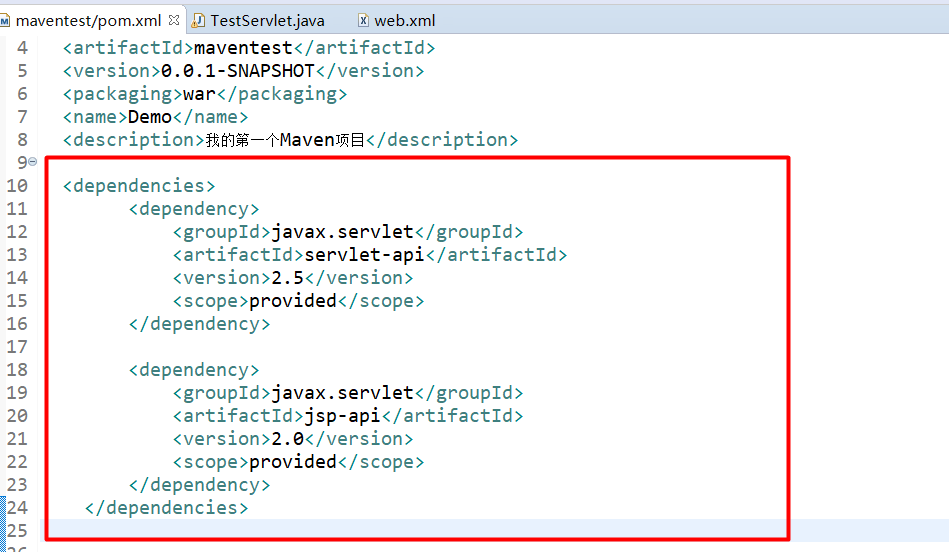 maventest/pom.xml TestServlet.java web.xml
4 <artifactId>maventest</artifactId>
5 <version>0.0.1-SNAPSHOT</version>
6 <packaging>war</packaging>
7 <name>Demo</name>
8 <description>我的第一个Maven项目</description>
9
10 <dependencies>
11 <dependency>
12 <groupId>javax.servlet</groupId>
13 <artifactId>servlet-api</artifactId>
14 <version>2.5</version>
15 <scope>provided</scope>
16 </dependency>
17
18 <dependency>
19 <groupId>javax.servlet</groupId>
20 <artifactId>jsp-api</artifactId>
21 <version>2.0</version>
22 <scope>provided</scope>
23 </dependency>
24 </dependencies>
25